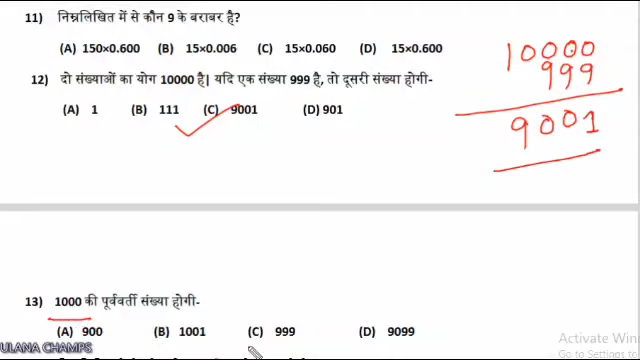 11) निम्नलिखित में से कौन 9 के बराबर है?
(A) 150×0.600 (B) 15×0.006 (C) 15×0.060 (D) 15×0.600
12) दो संख्याओं का योग 10000 है। यदि एक संख्या 999 है, तो दूसरी संख्या होगी-
(A) 1 (B) 111 (C) 9001 (D) 901
10000
999
9001
13) 1000 की पूर्ववर्ती संख्या होगी-
(A) 900 (B) 1001 (C) 999 (D) 9099
ULANA CHAMPS
Activate Win
Go to Settings to